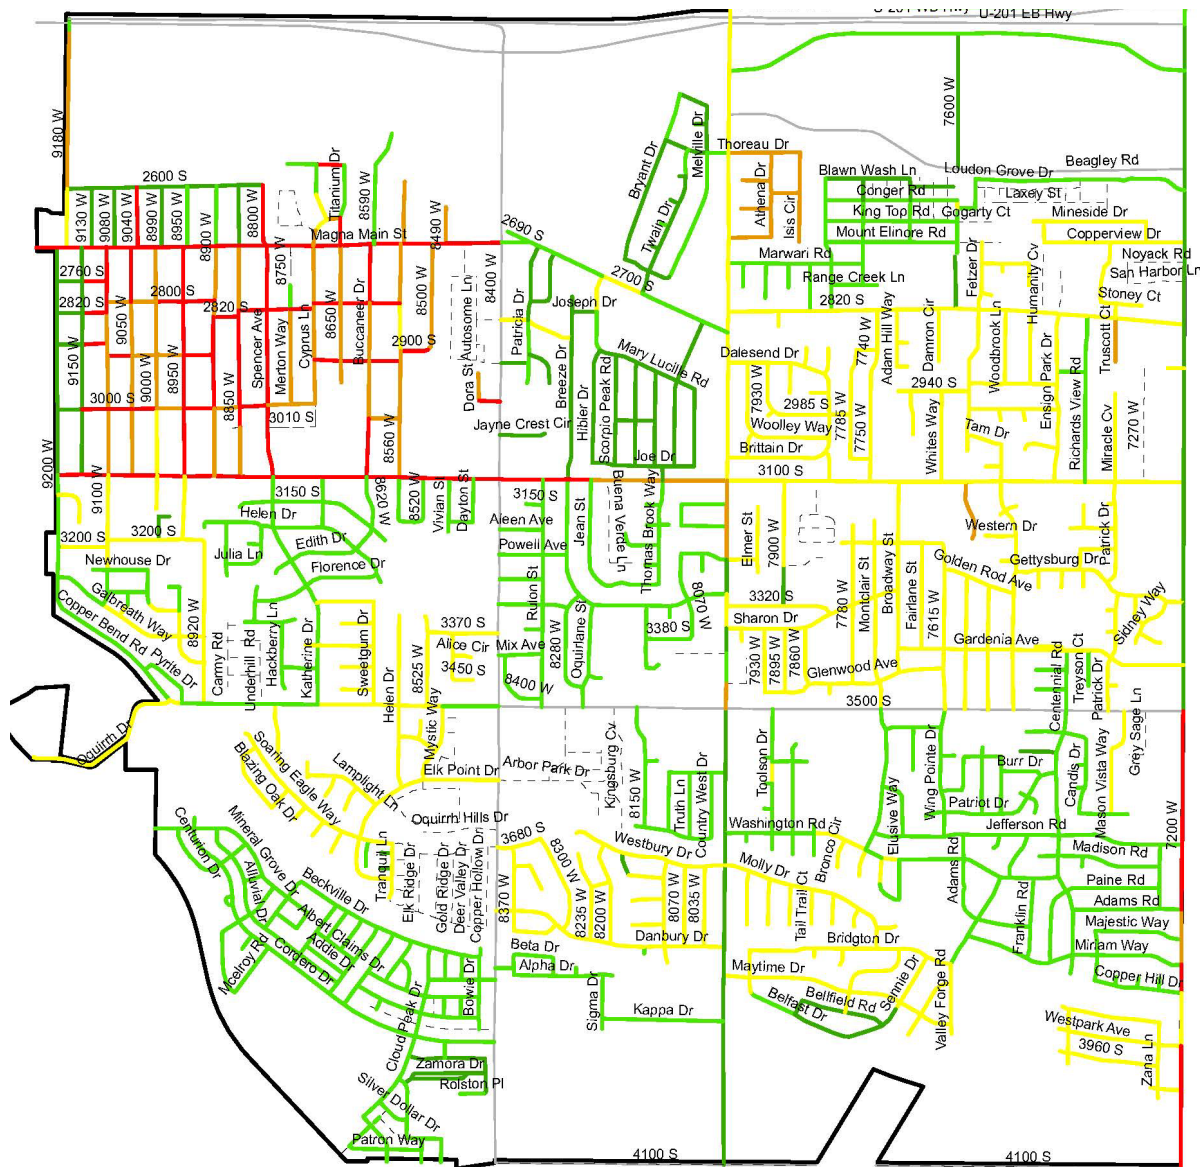 U-201 WB Hwy
U-201 EB Hwy
9180 W
7600 W
Thoreau Dr
Melville Dr
Bryant Dr
Twain Dr
Athena Dr
Isis Cir
Beagley Rd
Loudon Grove Dr
Blawn Wash Ln
Conger Rd
Laxey St
King Top Rd
Gogarty Ct
Mineside Dr
Mount Elinore Rd
Copperview Dr
Marwari Rd
Noyack Rd
Range Creek Ln
San Harbor Ln
Fetzer Dr
Humanity Cv
2820 S
Stoney Ct
2600 S
9130 W
9080 W
9040 W
8990 W
8950 W
8900 W
8800 W
Titanium Dr
8590 W
8490 W
Magna Main St
8750 W
2690 S
2700 S
2760 S
2820 S
2800 S
2820 S
8500 W
8400 W
Autosome Ln
Patricia Dr
Joseph Dr
9050 W
9150 W
9000 W
8950 W
8850 W
Spencer Ave
Merton Way
Cyprus Ln
8650 W
Buccaneer Dr
2900 S
Dora St
Breeze Dr
Mary Lucille Rd
Scorpio Peak Rd
Hibler Dr
3000 S
3010 S
8560 W
Jayne Crest Cir
Joe Dr
Dalesend Dr
7930 W
2985 S
Woolley Way
Brittain Dr
7785 W
7750 W
7740 W
Adam Hill Way
Damron Cir
2940 S
Whites Way
Woodbrook Ln
Tam Dr
Ensign Park Dr
Richards View Rd
Truscott Ct
Miracle Cv
7270 W
3100 S
9200 W
9100 W
3150 S
8620 W
8520 W
Vivian St
Dayton St
3150 S
Helen Dr
Aleen Ave
Jean St
Buena Verde Ln
Thomas Brook Way
3200 S
3200 S
Julia Ln
Edith Dr
Powell Ave
Newhouse Dr
Florence Dr
Elmer St
7900 W
Western Dr
Patrick Dr
Gettysburg Dr
Golden Rod Ave
Galbreath Way
Copper Bend Rd
Pyrite Dr
8920 W
Camry Rd
Underhill Rd
Hackberry Ln
Katherine Dr
Sweetgum Dr
Helen Dr
8525 W
3370 S
Alice Cir
Mix Ave
3450 S
8400 W
Rulon St
8280 W
Oquirlane St
3380 S
8070 W
3320 S
Sharon Dr
7930 W
7895 W
7860 W
Glenwood Ave
7780 W
Montclair St
Broadway St
Fairlane St
7615 W
Gardenia Ave
Sidney Way
Centennial Rd
Treyson Ct
Patrick Dr
Grey Sage Ln
3500 S
Oquirrh Dr
Mystic Way
Soaring Eagle Way
Blazing Oak Dr
Lamplight Ln
Elk Point Dr
Arbor Park Dr
Kingsburg Cv
8150 W
Truth Ln
Country West Dr
Toolson Dr
Elusive Way
Wing Pointe Dr
Burr Dr
Candis Dr
Mason Vista Way
Patriot Dr
Oquirrh Hills Dr
3680 S
Westbury Dr
Washington Rd
Bronco Cir
Jefferson Rd
7200 W
Centurion Dr
Mineral Grove Dr
Alluvial Dr
Beckville Dr
Tranquil Ln
Elk Ridge Dr
Gold Ridge Dr
Deer Valley Dr
Copper Hollow Dr
8370 W
8300 W
8235 W
8200 W
8070 W
8035 W
Molly Dr
Tail Trail Ct
Adams Rd
Madison Rd
Paine Rd
Adams Rd
Franklin Rd
Majestic Way
Miriam Way
Copper Hill Dr
Albert Claims Dr
Addie Dr
Cordero Dr
Mcelroy Rd
Beta Dr
Alpha Dr
Danbury Dr
Bridgton Dr
Maytime Dr
Sennie Dr
Bellfield Rd
Belfast Dr
Valley Forge Rd
Bowie Dr
Cloud Peak Dr
Sigma Dr
Kappa Dr
Westpark Ave
3960 S
Zana Ln
Zamora Dr
Rolston Pl
Silver Dollar Dr
Patron Way
4100 S
4100 S